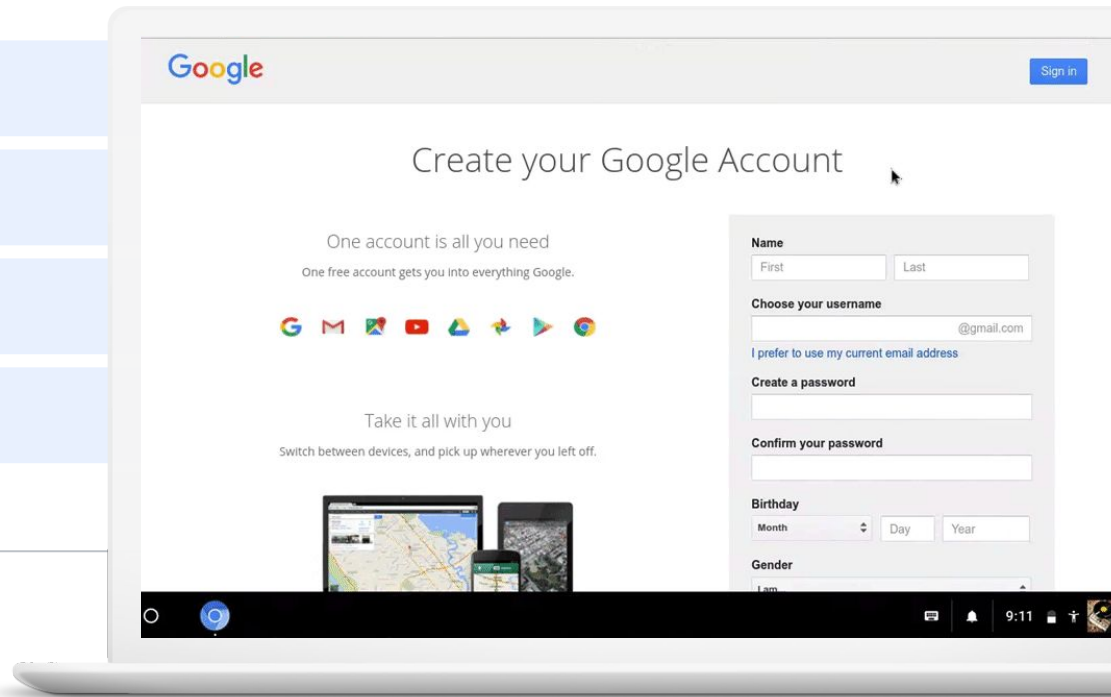 Google
Sign in
Create your Google Account
One account is all you need
One free account gets you into everything Google.
Take it all with you
Switch between devices, and pick up wherever you left off.
Name
First Last
Choose your username
@gmail.com
I prefer to use my current email address
Create a password
Confirm your password
Birthday
Month Day Year
Gender
I am...
9:11